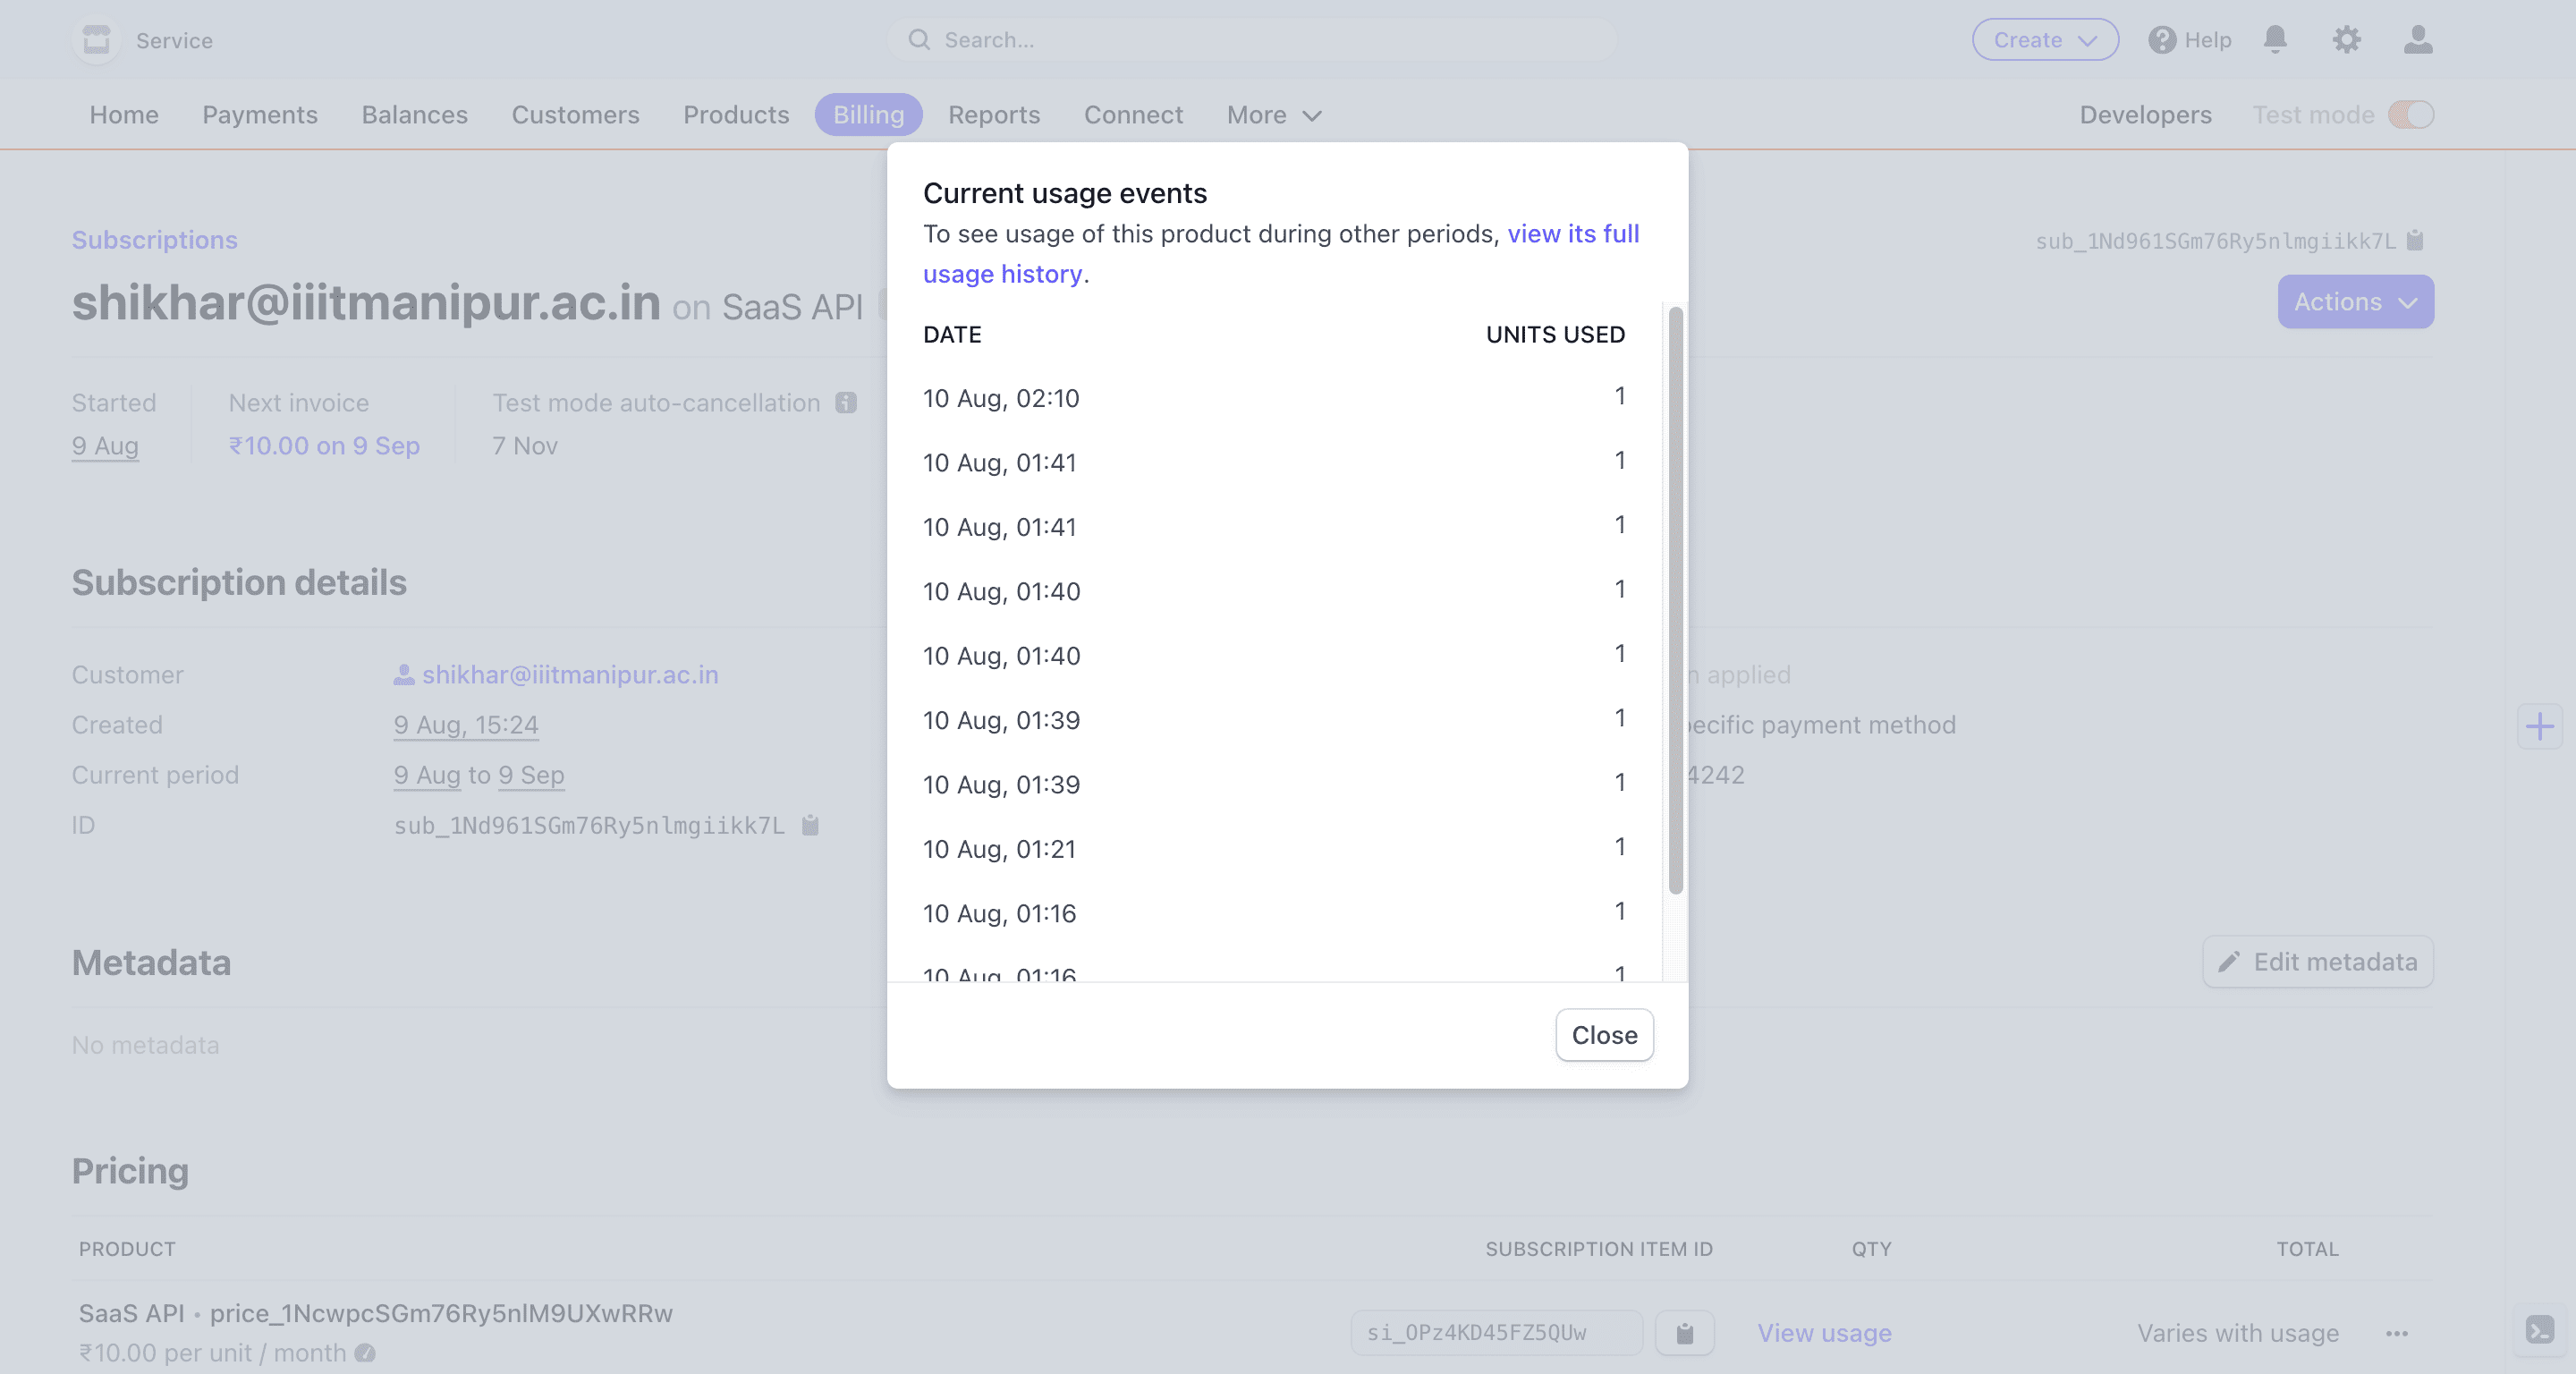 Service
Search...
Create
Help
Home Payments Balances Customers Products Billing Reports Connect More
Developers Test mode
Current usage events
To see usage of this product during other periods, view its full
usage history.
Subscriptions
sub_1Nd961SGm76Ry5nlmgiikk7L
shikhar@iiitmanipur.ac.in on SaaS API
Actions
DATE UNITS USED
10 Aug, 02:10 1
10 Aug, 01:41 1
10 Aug, 01:41 1
10 Aug, 01:40 1
10 Aug, 01:40 1
10 Aug, 01:39 1
10 Aug, 01:39 1
10 Aug, 01:21 1
10 Aug, 01:16 1
10 Aug, 01:16 1
Close
Started
9 Aug
Next invoice
₹10.00 on 9 Sep
Test mode auto-cancellation
7 Nov
Subscription details
Customer shikhar@iiitmanipur.ac.in
Created 9 Aug, 15:24
Current period 9 Aug to 9 Sep
ID sub_1Nd961SGm76Ry5nlmgiikk7L
applied
payment method
4242
Metadata
Edit metadata
No metadata
Pricing
PRODUCT SUBSCRIPTION ITEM ID QTY TOTAL
SaaS API • price_1NcwpcSGm76Ry5nlM9UXwRRw
₹10.00 per unit / month
si_OPz4KD45FZ5QUw View usage Varies with usage